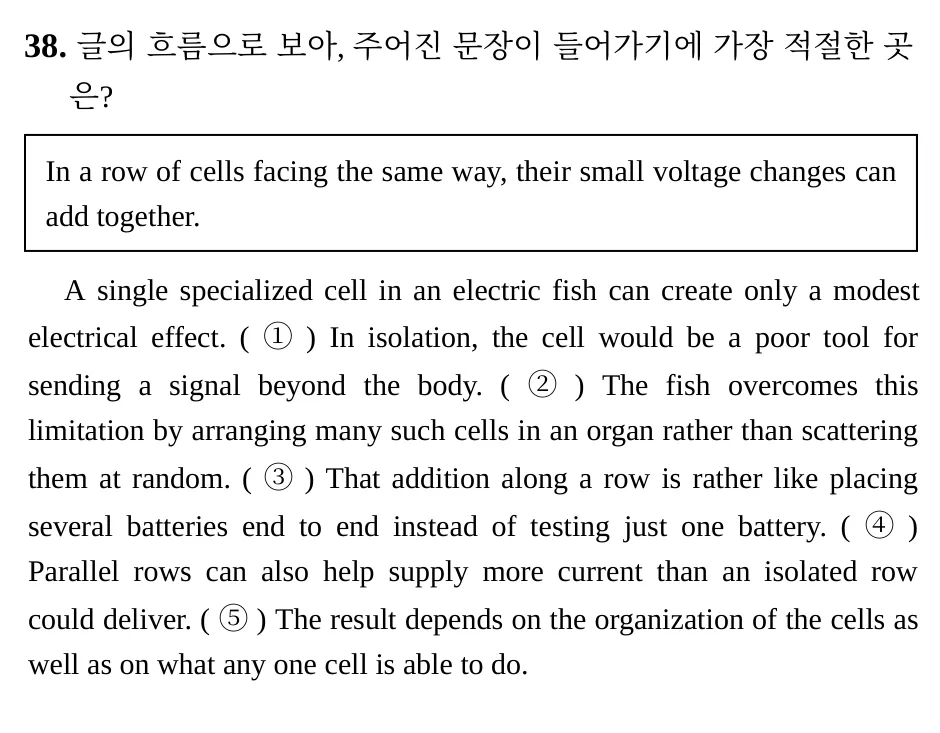 38. 글의 흐름으로 보아, 주어진 문장이 들어가기에 가장 적절한 곳
은?
In a row of cells facing the same way, their small voltage changes can
add together.
A single specialized cell in an electric fish can create only a modest
electrical effect. ( ① ) In isolation, the cell would be a poor tool for
sending a signal beyond the body. ( ② ) The fish overcomes this
limitation by arranging many such cells in an organ rather than scattering
them at random. ( ③ ) That addition along a row is rather like placing
several batteries end to end instead of testing just one battery. ( ④ )
Parallel rows can also help supply more current than an isolated row
could deliver. ( ⑤ ) The result depends on the organization of the cells as
well as on what any one cell is able to do.